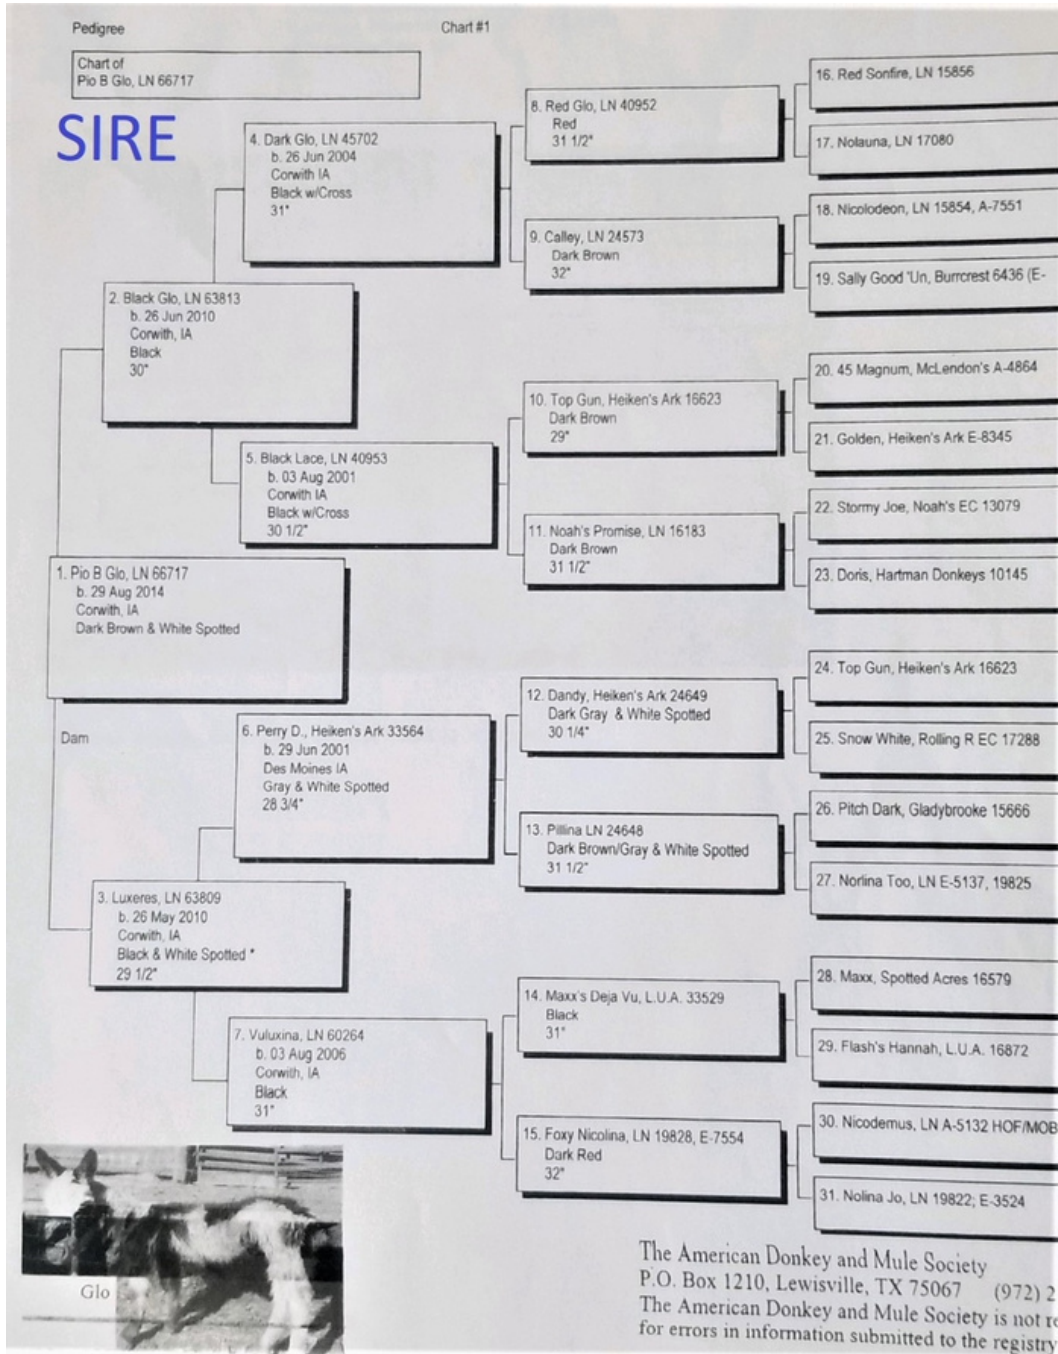 Pedigree
Chart #1
Chart of
Pio B Glo, LN 66717
SIRE
16. Red Sonfire, LN 15856
8. Red Glo, LN 40952
Red
31 1/2"
17. Nolauna, LN 17080
4. Dark Glo, LN 45702
b. 26 Jun 2004
Corwith IA
Black w/Cross
31"
18. Nicolodeon, LN 15854, A-7551
9. Calley, LN 24573
Dark Brown
32"
19. Sally Good 'Un, Burrcrest 6436 (E-
2. Black Glo, LN 63813
b. 26 Jun 2010
Corwith, IA
Black
30"
20. 45 Magnum, McLendon's A-4864
10. Top Gun, Heiken's Ark 16623
Dark Brown
29"
21. Golden, Heiken's Ark E-8345
5. Black Lace, LN 40953
b. 03 Aug 2001
Corwith IA
Black w/Cross
30 1/2"
22. Stormy Joe, Noah's EC 13079
11. Noah's Promise, LN 16183
Dark Brown
31 1/2"
23. Doris, Hartman Donkeys 10145
1. Pio B Glo, LN 66717
b. 29 Aug 2014
Corwith, IA
Dark Brown & White Spotted
24. Top Gun, Heiken's Ark 16623
12. Dandy, Heiken's Ark 24649
Dark Gray & White Spotted
30 1/4"
25. Snow White, Rolling R EC 17288
Dam
6. Perry D., Heiken's Ark 33564
b. 29 Jun 2001
Des Moines IA
Gray & White Spotted
28 3/4"
26. Pitch Dark, Gladybrooke 15666
13. Pillina LN 24648
Dark Brown/Gray & White Spotted
31 1/2"
27. Norlina Too, LN E-5137, 19825
3. Luxeres, LN 63809
b. 26 May 2010
Corwith, IA
Black & White Spotted *
29 1/2"
28. Maxx, Spotted Acres 16579
14. Maxx's Deja Vu, L.U.A. 33529
Black
31"
29. Flash's Hannah, L.U.A. 16872
7. Vuluxina, LN 60264
b. 03 Aug 2006
Corwith, IA
Black
31"
30. Nicodemus, LN A-5132 HOF/MOB
15. Foxy Nicolina, LN 19828, E-7554
Dark Red
32"
31. Nolina Jo, LN 19822; E-3524
Glo
The American Donkey and Mule Society
P.O. Box 1210, Lewisville, TX 75067 (972) 2
The American Donkey and Mule Society is not re
for errors in information submitted to the registry